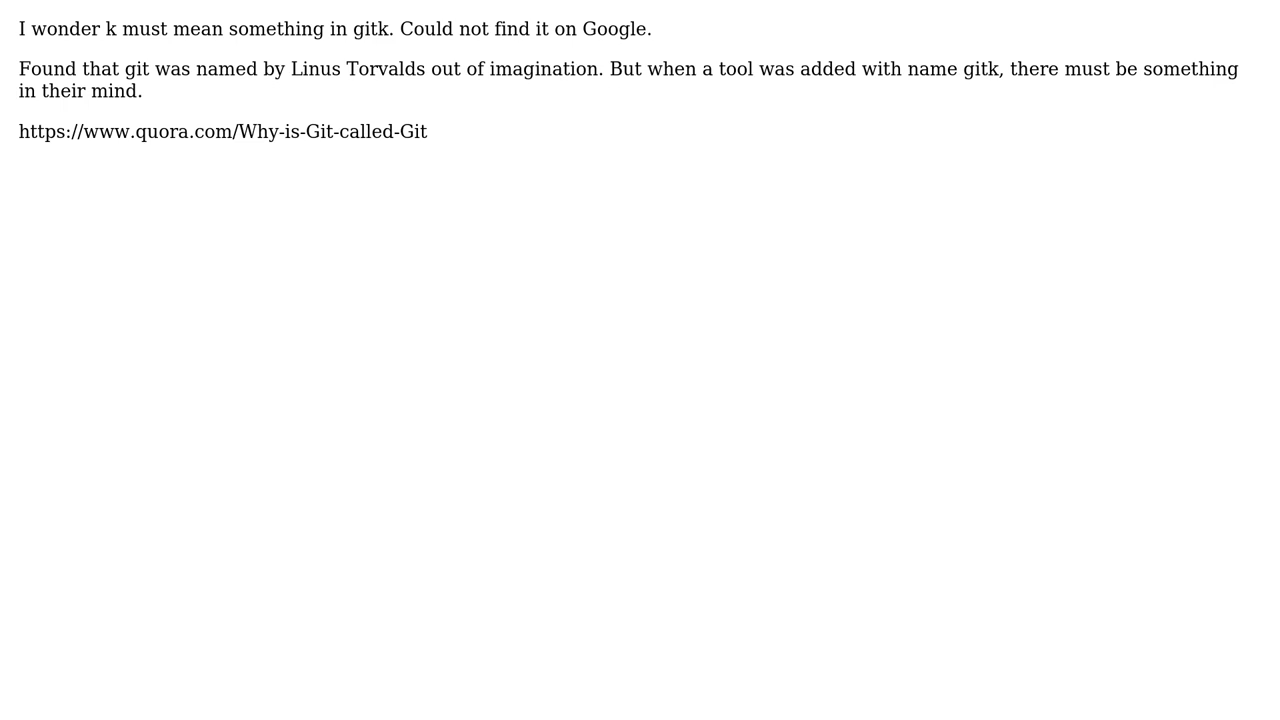 I wonder k must mean something in gitk. Could not find it on Google.
Found that git was named by Linus Torvalds out of imagination. But when a tool was added with name gitk, there must be something
in their mind.
https://www.quora.com/Why-is-Git-called-Git